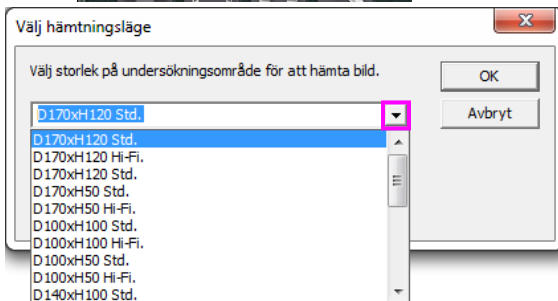 Välj hämtningsläge
Välj storlek på undersökningsområde för att hämta bild.
OK
D170xH120 Std.
Avbryt
D170xH120 Std.
D170xH120 Hi-Fi.
D170xH120 Std.
D170xH50 Std.
D170xH50 Hi-Fi.
D100xH100 Std.
D100xH100 Hi-Fi.
D100xH50 Std.
D100xH50 Hi-Fi.
D140xH100 Std.